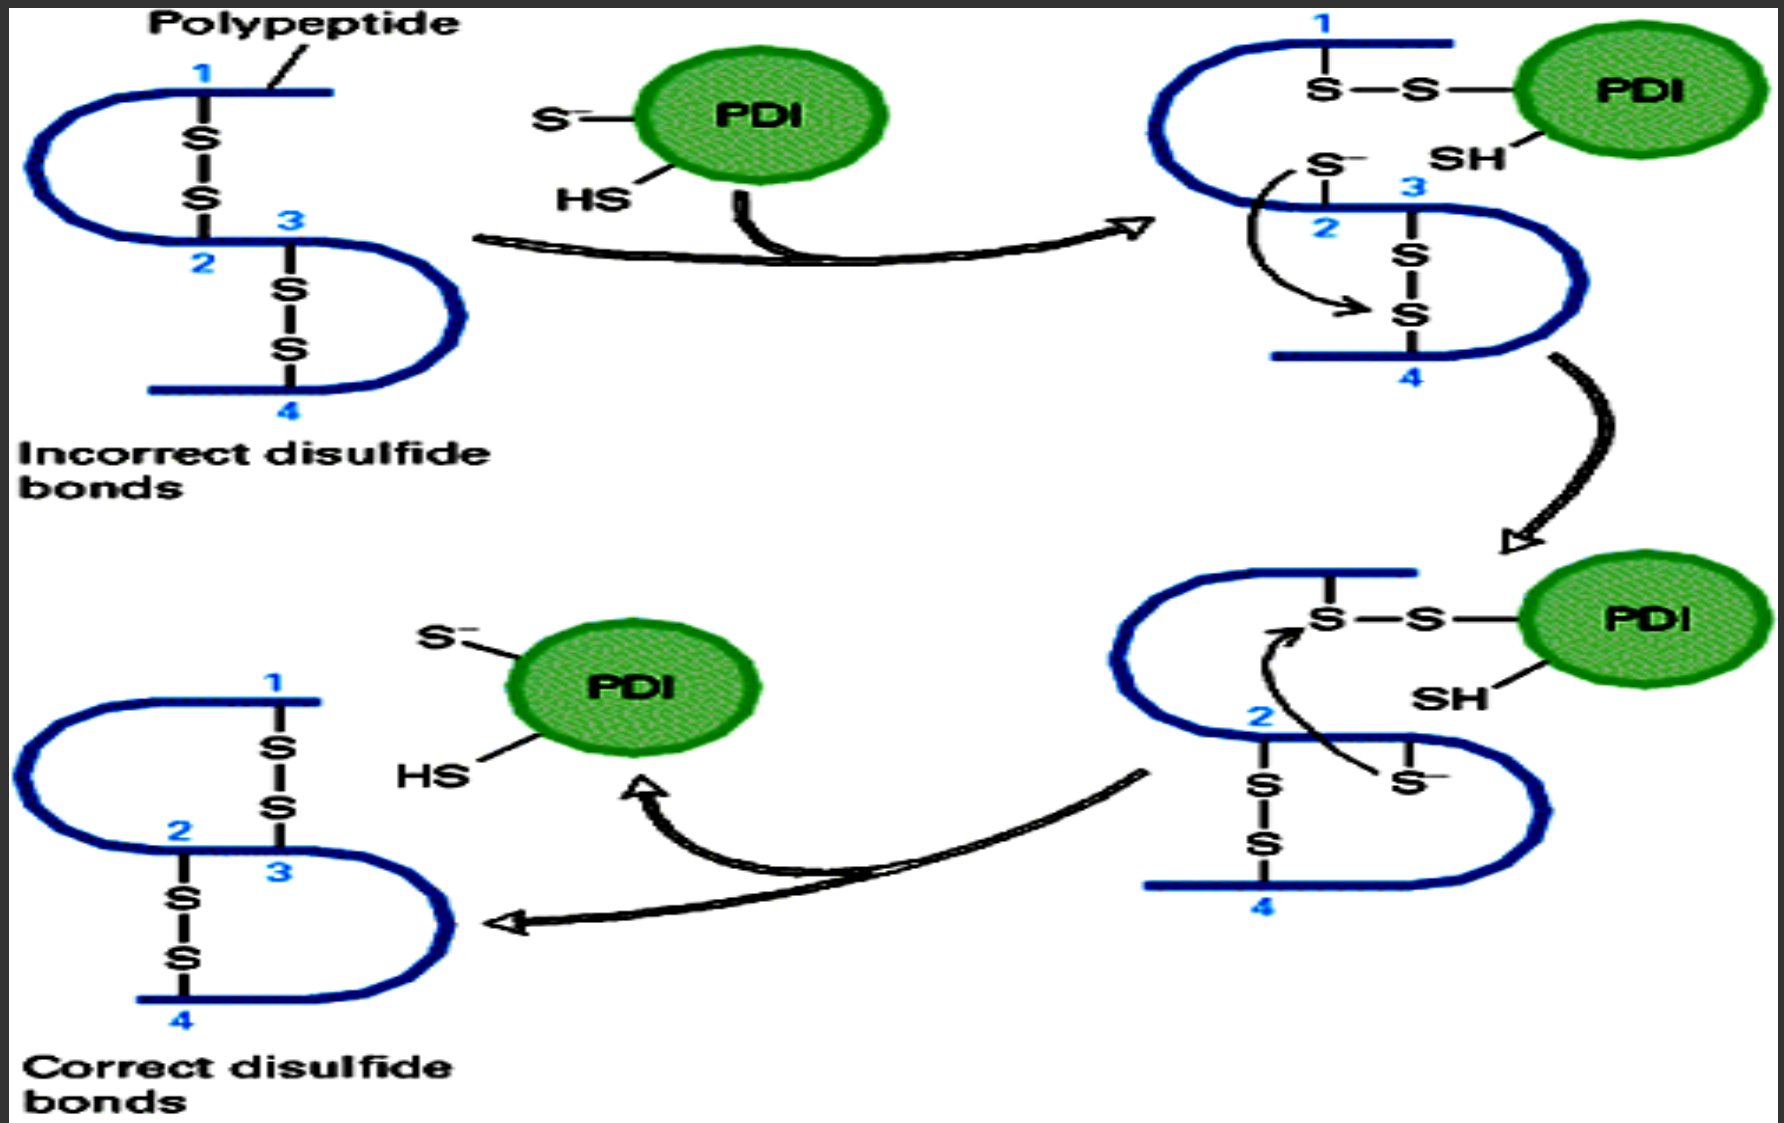 Polypeptide
1
S
S
2
3
S
S
4
Incorrect disulfide
bonds
S⁻
PDI
HS
1
S—S
PDI
SH
S⁻
2
3
S
S
4
S—S
PDI
SH
2
S⁻
S
S
4
S⁻
PDI
HS
1
S
S
2
3
S
S
4
Correct disulfide
bonds